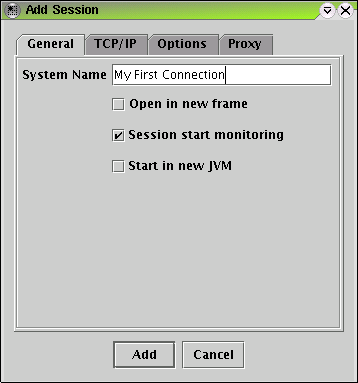 Add Session
General TCP/IP Options Proxy
System Name My First Connection
Open in new frame
Session start monitoring
Start in new JVM
Add Cancel